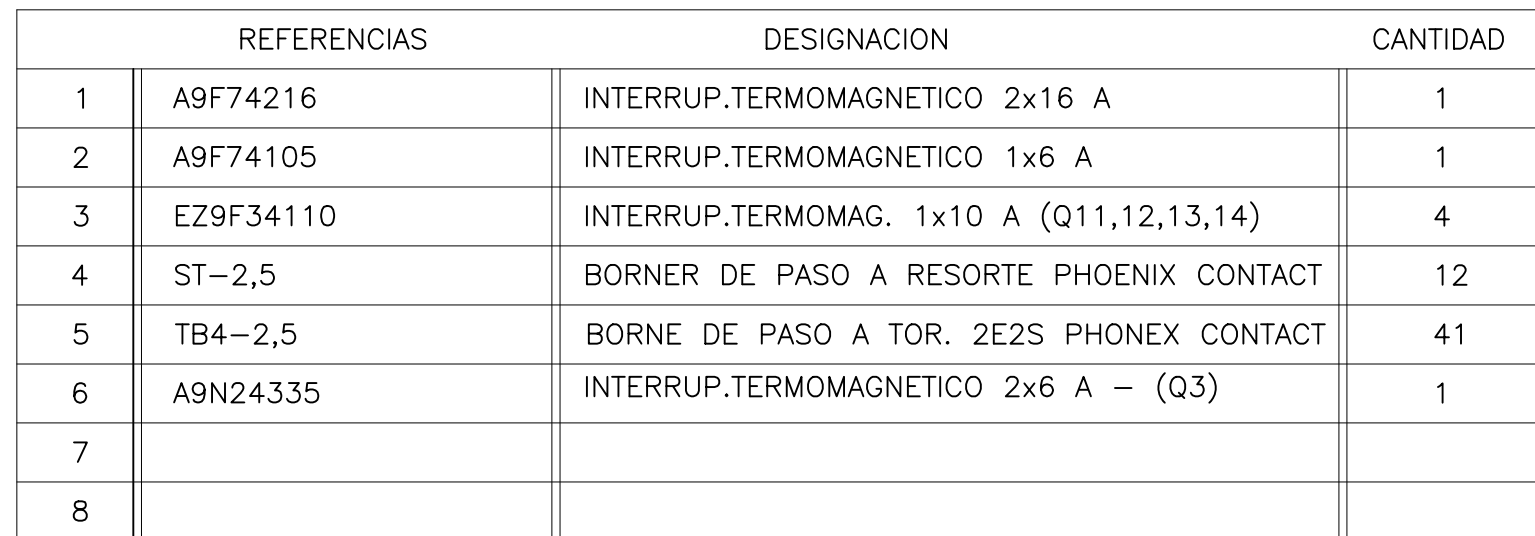 REFERENCIAS DESIGNACION CANTIDAD
1 A9F74216 INTERRUP.TERMOMAGNETICO 2x16 A 1
2 A9F74105 INTERRUP.TERMOMAGNETICO 1x6 A 1
3 EZ9F34110 INTERRUP.TERMOMAG. 1x10 A (Q11,12,13,14) 4
4 ST-2,5 BORNER DE PASO A RESORTE PHOENIX CONTACT 12
5 TB4-2,5 BORNE DE PASO A TOR. 2E2S PHONEX CONTACT 41
6 A9N24335 INTERRUP.TERMOMAGNETICO 2x6 A - (Q3) 1
7
8